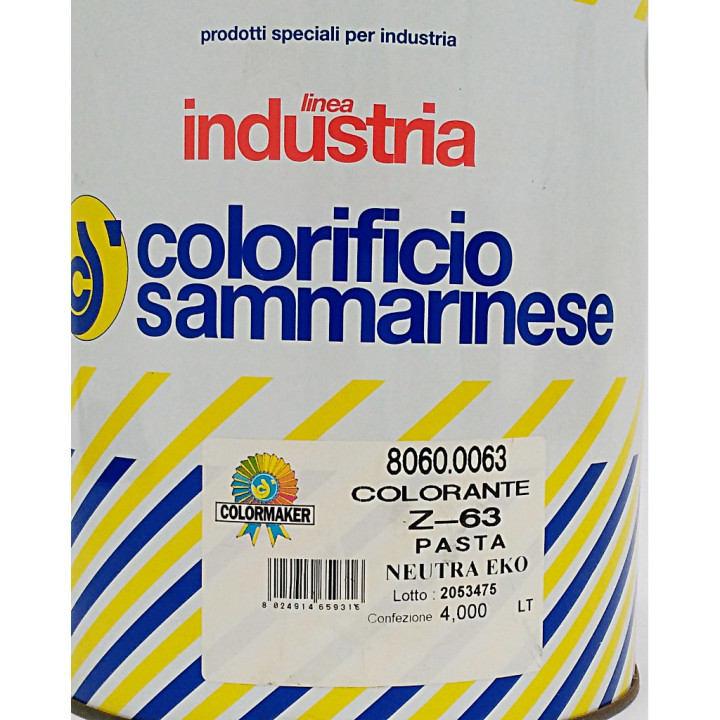 prodotti speciali per industria
linea
industria
colorificio
sammarinese
8060.0063
COLORANTE
Z-63
PASTA
NEUTRA EKO
Lotto : 2053475
Confezione 4,000 LT
COLORMAKER
8 024914 659316